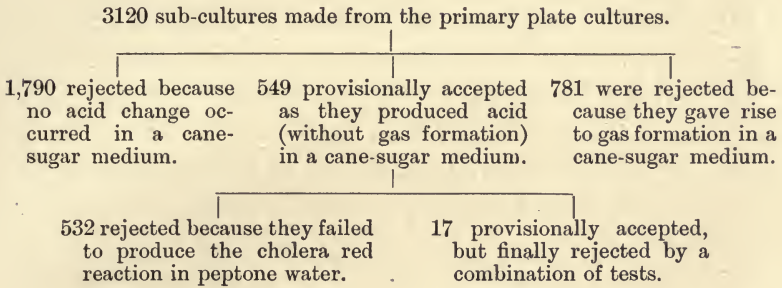 3120 sub-cultures made from the primary plate cultures.
1,790 rejected because
no acid change oc-
curred in a cane-
sugar medium.
549 provisionally accepted
as they produced acid
(without gas formation)
in a cane-sugar medium.
781 were rejected be-
cause they gave rise
to gas formation in a
cane-sugar medium.
532 rejected because they failed
to produce the cholera red
reaction in peptone water.
17 provisionally accepted,
but finally rejected by a
combination of tests.